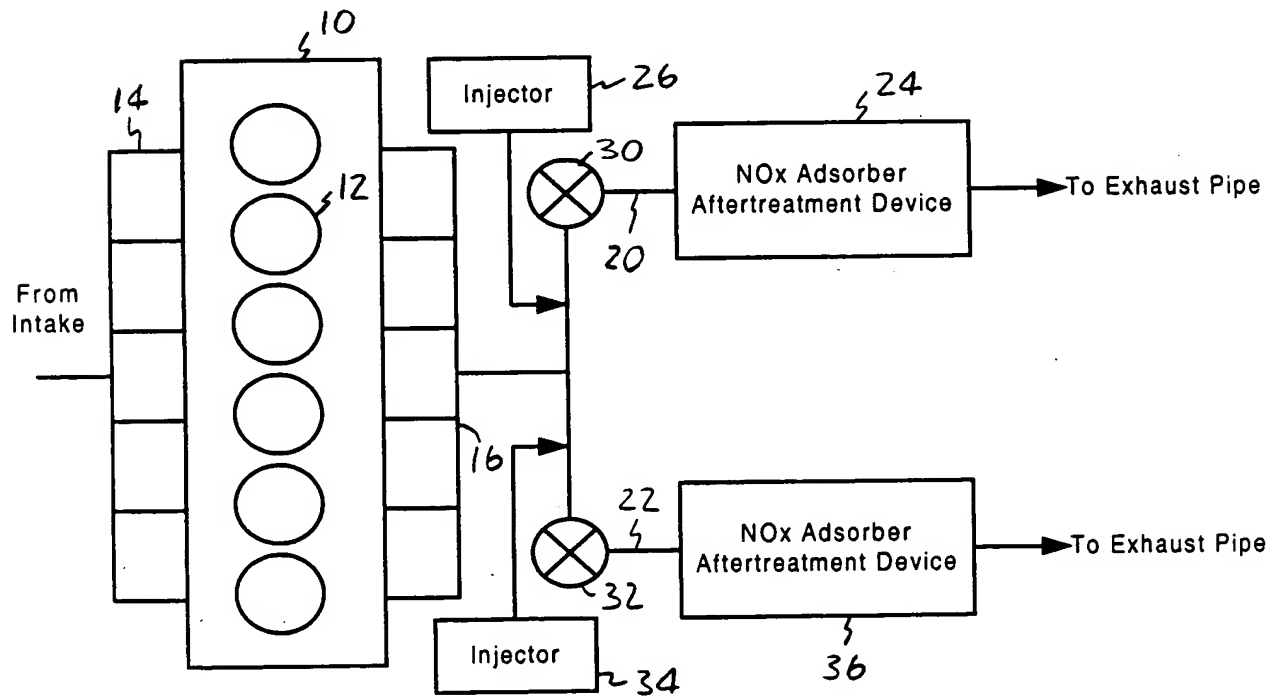 10
14
12
From
Intake
16
Injector
26
30
20
24
NOx Adsorber
Aftertreatment Device
To Exhaust Pipe
22
32
NOx Adsorber
Aftertreatment Device
To Exhaust Pipe
36
Injector
34